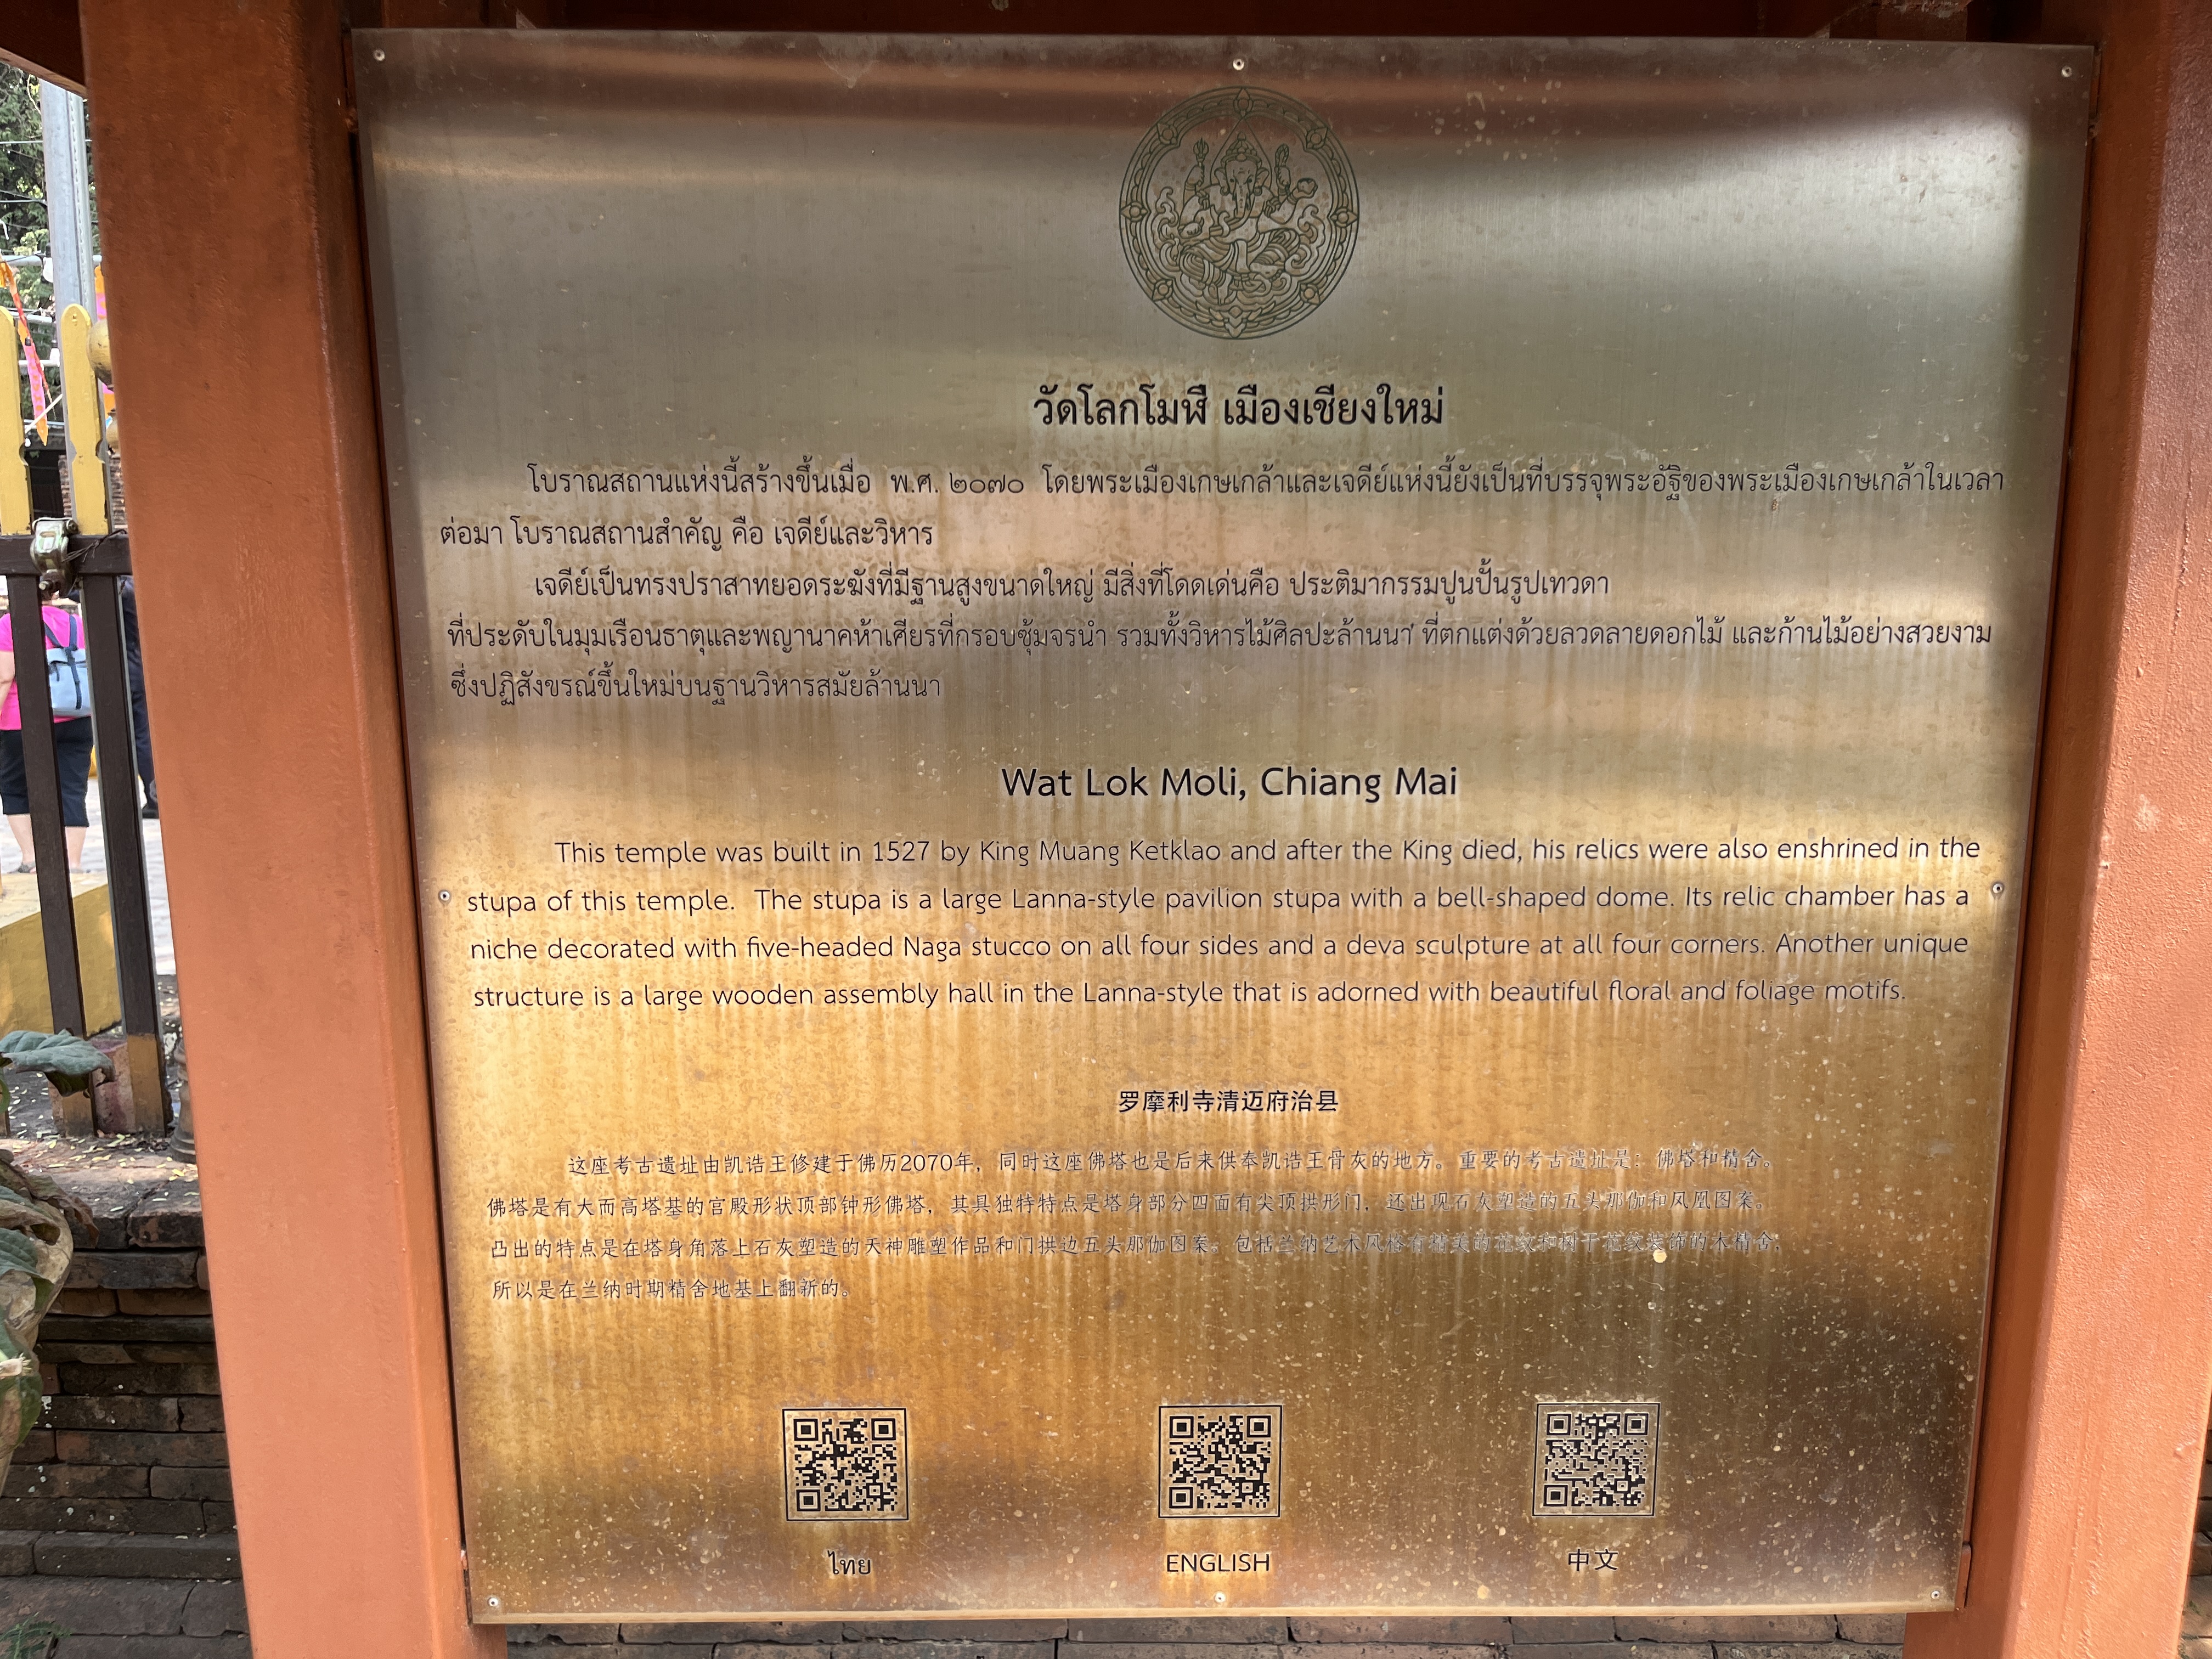 วัดโลกโมฬี เมืองเชียงใหม่
โบราณสถานแห่งนี้สร้างขึ้นเมื่อ พ.ศ. ๒๐๗๐ โดยพระเมืองเกษเกล้าและเจดีย์แห่งนี้ยังเป็นที่บรรจุพระอัฐิของพระเมืองเกษเกล้าในเวลา
ต่อมา โบราณสถานสำคัญ คือ เจดีย์และวิหาร
เจดีย์เป็นทรงปราสาทยอดระฆังที่มีฐานสูงขนาดใหญ่ มีสิ่งที่โดดเด่นคือ ประติมากรรมปูนปั้นรูปเทวดา
ที่ประดับในมุมเรือนธาตุและพญานาคห้าเศียรที่กรอบซุ้มจรนำ รวมทั้งวิหารไม้ศิลปะล้านนา ที่ตกแต่งด้วยลวดลายดอกไม้ และก้านไม้อย่างสวยงาม
ซึ่งปฏิสังขรณ์ขึ้นใหม่บนฐานวิหารสมัยล้านนา
Wat Lok Moli, Chiang Mai
This temple was built in 1527 by King Muang Ketklao and after the King died, his relics were also enshrined in the
stupa of this temple. The stupa is a large Lanna-style pavilion stupa with a bell-shaped dome. Its relic chamber has a
niche decorated with five-headed Naga stucco on all four sides and a deva sculpture at all four corners. Another unique
structure is a large wooden assembly hall in the Lanna-style that is adorned with beautiful floral and foliage motifs.
罗摩利寺清迈府治县
这座考古遗址由凯诰王修建于佛历2070年，同时这座佛塔也是后来供奉凯诰王骨灰的地方。重要的考古遗址是：佛塔和精舍。
佛塔是有大而高塔基的宫殿形状顶部钟形佛塔，其具独特特点是塔身部分四面有尖顶拱形门，还出现石灰塑造的五头那伽和凤凰图案。
凸出的特点是在塔身角落上石灰塑造的天神雕塑作品和门拱边五头那伽图案。包括兰纳艺术风格有精美的花纹和树干花纹装饰的木精舍，
所以是在兰纳时期精舍地基上翻新的。
ไทย
ENGLISH
中文